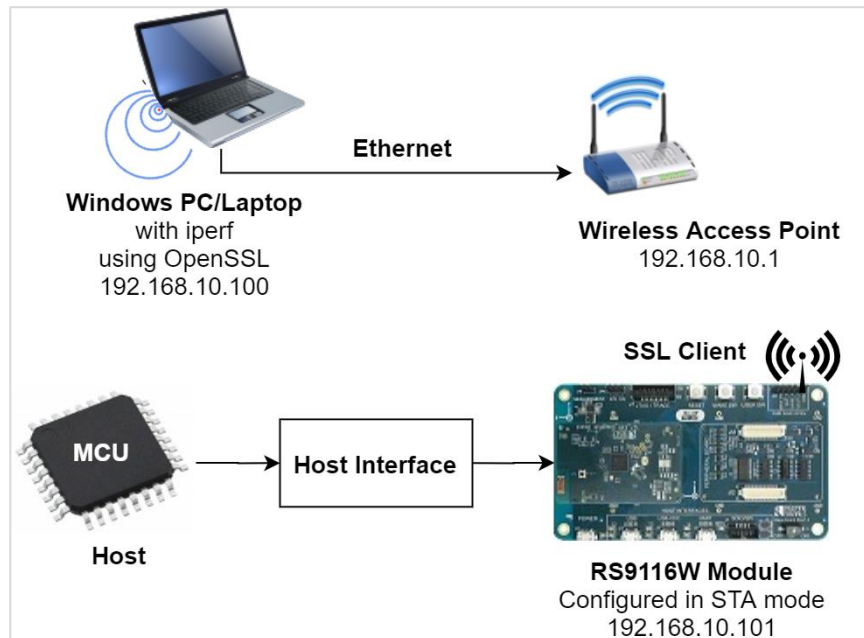 Ethernet
Windows PC/Laptop
with iperf
using OpenSSL
192.168.10.100
Wireless Access Point
192.168.10.1
SSL Client
MCU
Host Interface
Host
RS9116W Module
Configured in STA mode
192.168.10.101